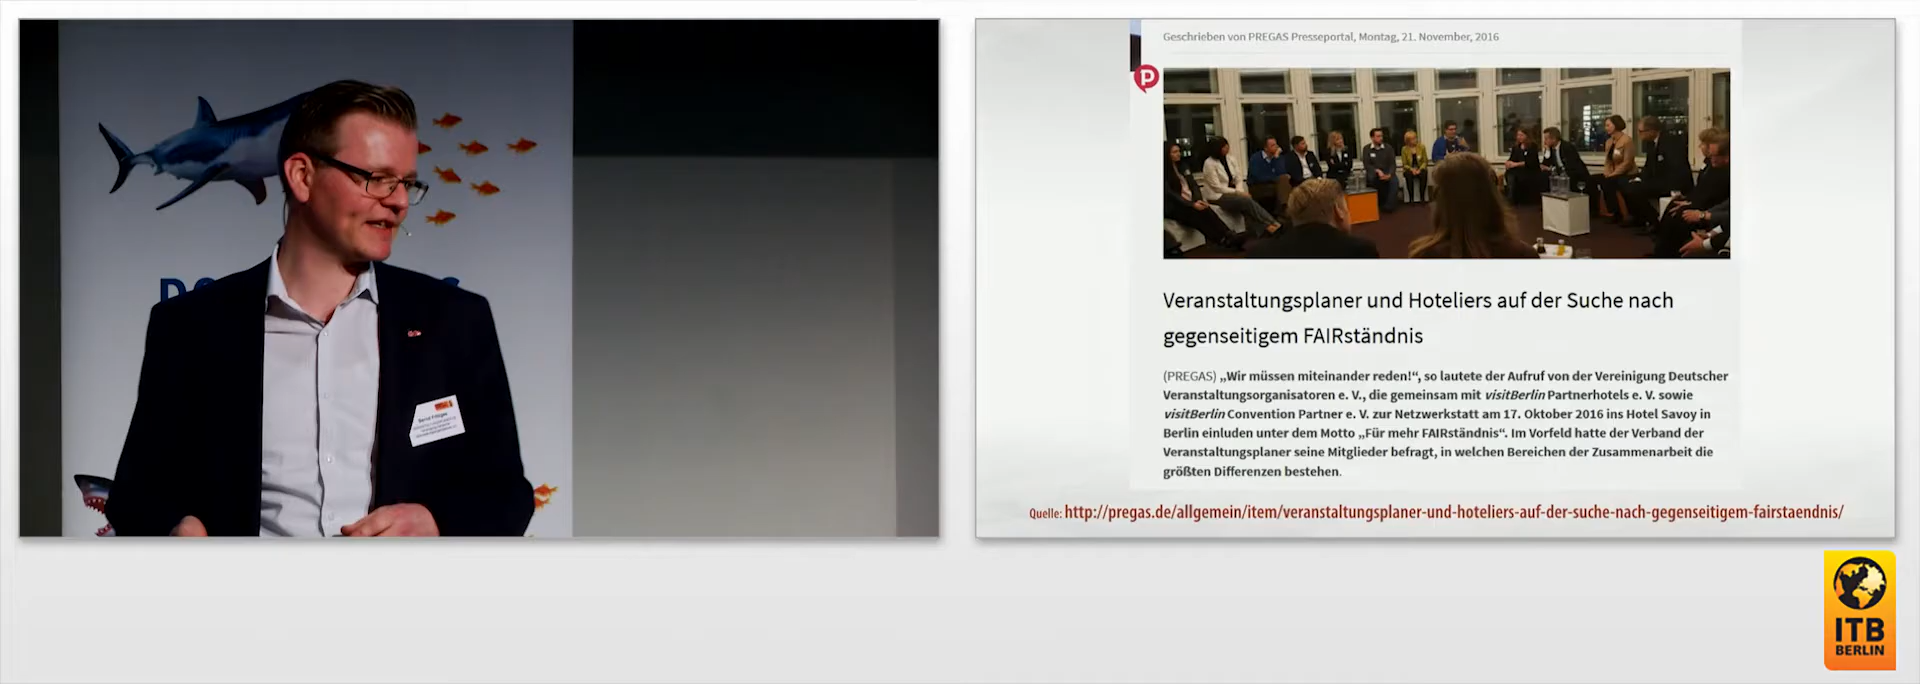 Geschrieben von PREGAS Presseportal, Montag, 21. November, 2016
Veranstaltungsplaner und Hoteliers auf der Suche nach
gegenseitigem FAIRständnis
(PREGAS) „Wir müssen miteinander reden!“, so lautete der Aufruf von der Vereinigung Deutscher
Veranstaltungsorganisatoren e. V., die gemeinsam mit visitBerlin Partnerhotels e. V. sowie
visitBerlin Convention Partner e. V. zur Netzwerkstatt am 17. Oktober 2016 ins Hotel Savoy in
Berlin einluden unter dem Motto „Für mehr FAIRständnis“. Im Vorfeld hatte der Verband der
Veranstaltungsplaner seine Mitglieder befragt, in welchen Bereichen der Zusammenarbeit die
größten Differenzen bestehen.
Quelle: http://pregas.de/allgemein/item/veranstaltungsplaner-und-hoteliers-auf-der-suche-nach-gegenseitigem-fairstaendnis/
ITB
BERLIN